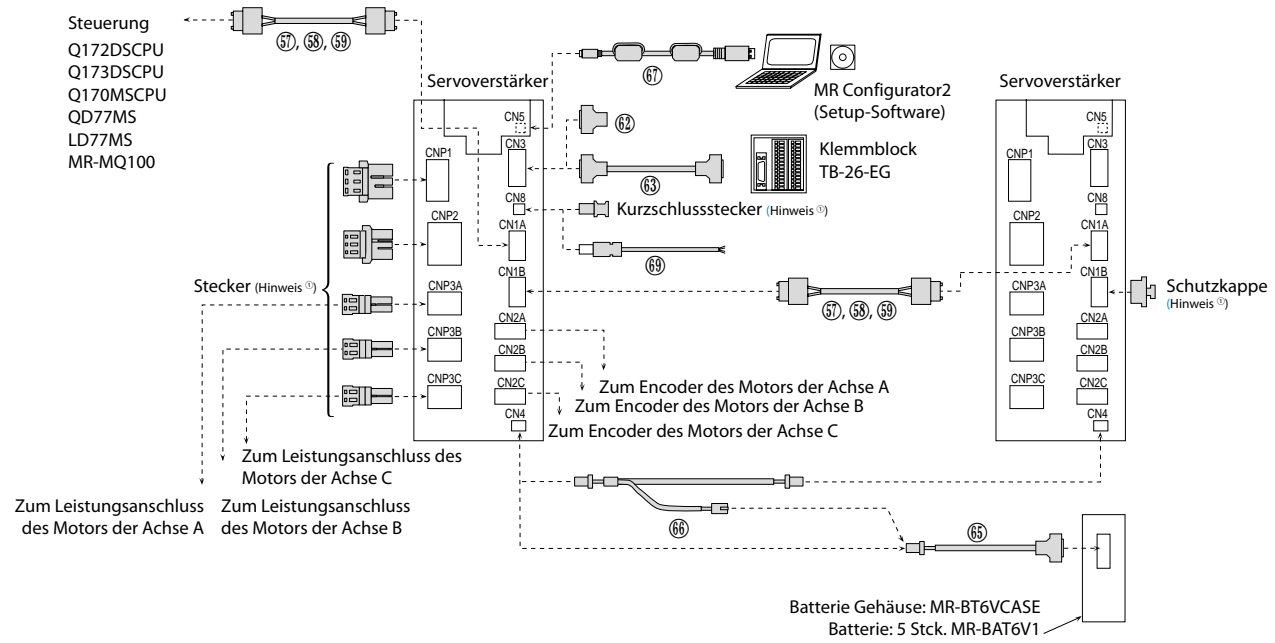 Steuerung
Q172DSCPU
Q173DSCPU
Q170MSCPU
QD77MS
LD77MS
MR-MQ100
57, 58, 59
67
MR Configurator2
(Setup-Software)
Servoverstärker
CN5
CNP1
CN3
CN8
CNP2
CN1A
CN1B
CNP3A
CN2A
CNP3B
CN2B
CNP3C
CN2C
CN4
62
63
Klemmblock
TB-26-EG
Kurzschlussstecker (Hinweis ①)
69
Stecker (Hinweis ①)
57, 58, 59
Servoverstärker
CN5
CNP1
CN3
CN8
CNP2
CN1A
CN1B
CNP3A
CN2A
CNP3B
CN2B
CNP3C
CN2C
CN4
Schutzkappe
(Hinweis ①)
Zum Encoder des Motors der Achse A
Zum Encoder des Motors der Achse B
Zum Encoder des Motors der Achse C
Zum Leistungsanschluss des
Motors der Achse C
Zum Leistungsanschluss
des Motors der Achse A
Zum Leistungsanschluss
des Motors der Achse B
66
65
Batterie Gehäuse: MR-BT6VCASE
Batterie: 5 Stck. MR-BAT6V1